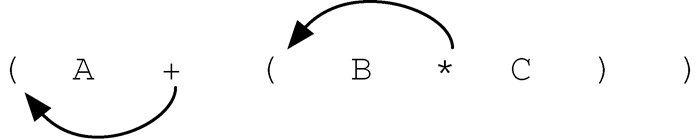 ( A + ( B * C ) )